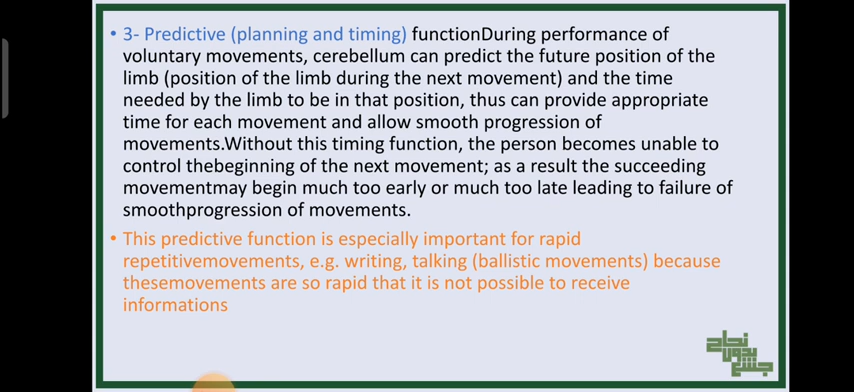 • 3- Predictive (planning and timing) functionDuring performance of
voluntary movements, cerebellum can predict the future position of the
limb (position of the limb during the next movement) and the time
needed by the limb to be in that position, thus can provide appropriate
time for each movement and allow smooth progression of
movements.Without this timing function, the person becomes unable to
control thebeginning of the next movement; as a result the succeeding
movementmay begin much too early or much too late leading to failure of
smoothprogression of movements.
• This predictive function is especially important for rapid
repetitivemovements, e.g. writing, talking (ballistic movements) because
thesemovements are so rapid that it is not possible to receive
informations
نجاح
بدون